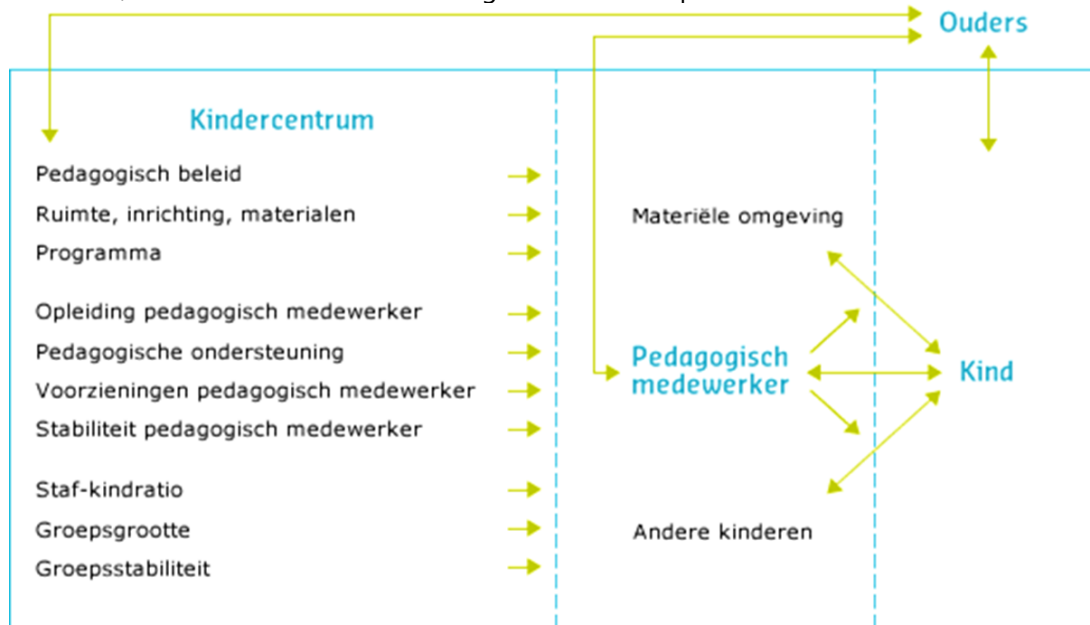 Ouders
Kindercentrum
Pedagogisch beleid
Ruimte, inrichting, materialen
Programma
Opleiding pedagogisch medewerker
Pedagogische ondersteuning
Voorzieningen pedagogisch medewerker
Stabiliteit pedagogisch medewerker
Staf-kindratio
Groepsgrootte
Groepsstabiliteit
Materiële omgeving
Pedagogisch
medewerker
Andere kinderen
Kind